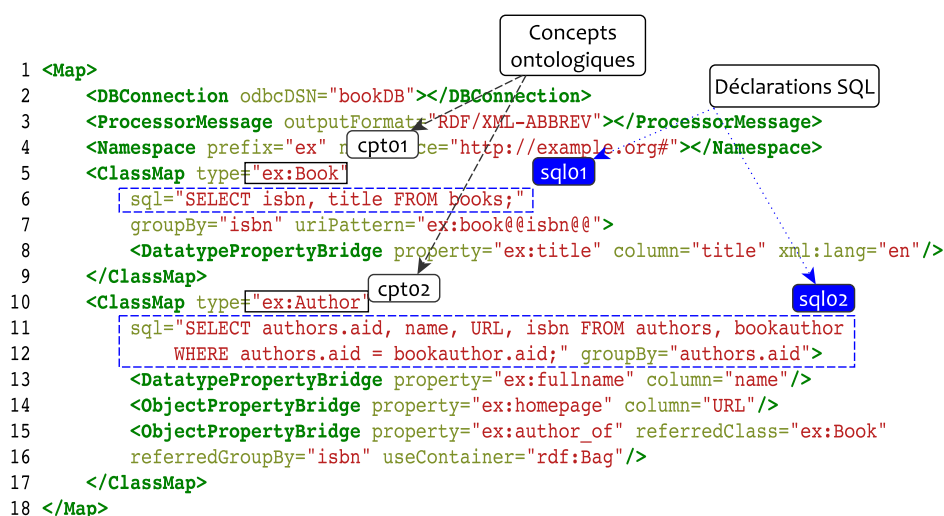 Concepts
ontologiques
Déclarations SQL
1 <Map>
2 <DBConnection odbcDSN="bookDB"></DBConnection>
3 <ProcessorMessage outputFormat="RDF/XML-ABBREV"></ProcessorMessage>
cpt01
4 <Namespace prefix="ex" n ce="http://example.org#"></Namespace>
sql01
5 <ClassMap type="ex:Book"
6 sql="SELECT isbn, title FROM books;"
7 groupBy="isbn" uriPattern="ex:book@@isbn@@">
8 <DatatypePropertyBridge property="ex:title" column="title" xml:lang="en"/>
9 </ClassMap>
cpt02
sql02
10 <ClassMap type="ex:Author"
11 sql="SELECT authors.aid, name, URL, isbn FROM authors, bookauthor
12 WHERE authors.aid = bookauthor.aid;" groupBy="authors.aid">
13 <DatatypePropertyBridge property="ex:fullname" column="name"/>
14 <ObjectPropertyBridge property="ex:homepage" column="URL"/>
15 <ObjectPropertyBridge property="ex:author_of" referredClass="ex:Book"
16 referredGroupBy="isbn" useContainer="rdf:Bag"/>
17 </ClassMap>
18 </Map>